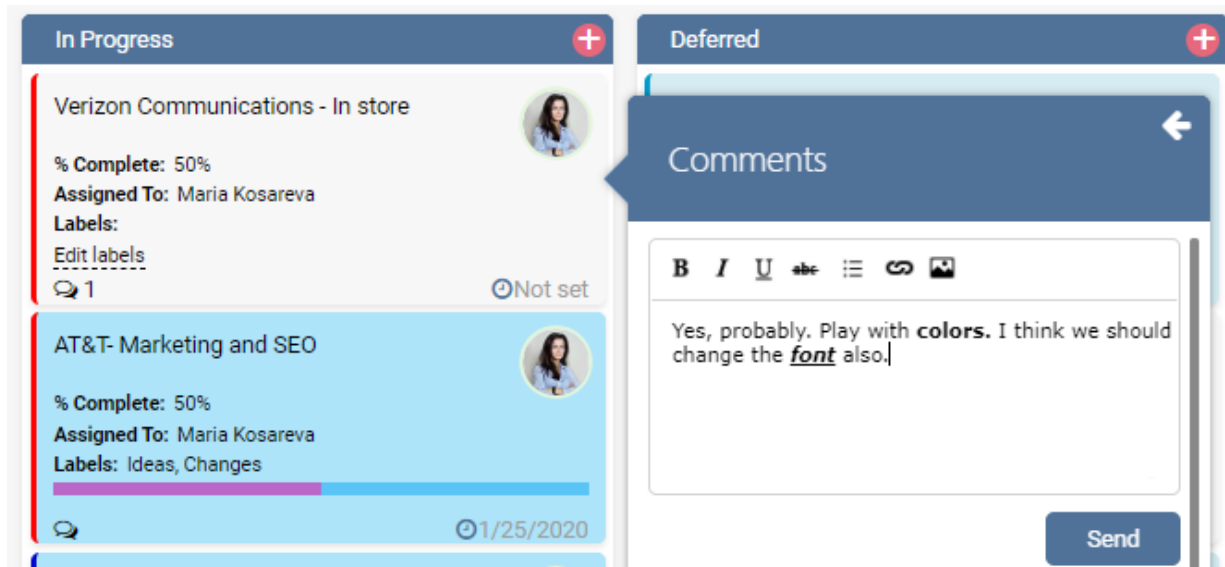 In Progress
Verizon Communications - In store
% Complete: 50%
Assigned To: Maria Kosareva
Labels:
Edit labels
1
Not set
AT&T- Marketing and SEO
% Complete: 50%
Assigned To: Maria Kosareva
Labels: Ideas, Changes
1/25/2020
Deferred
Comments
B I U abc
Yes, probably. Play with colors. I think we should
change the font also.
Send